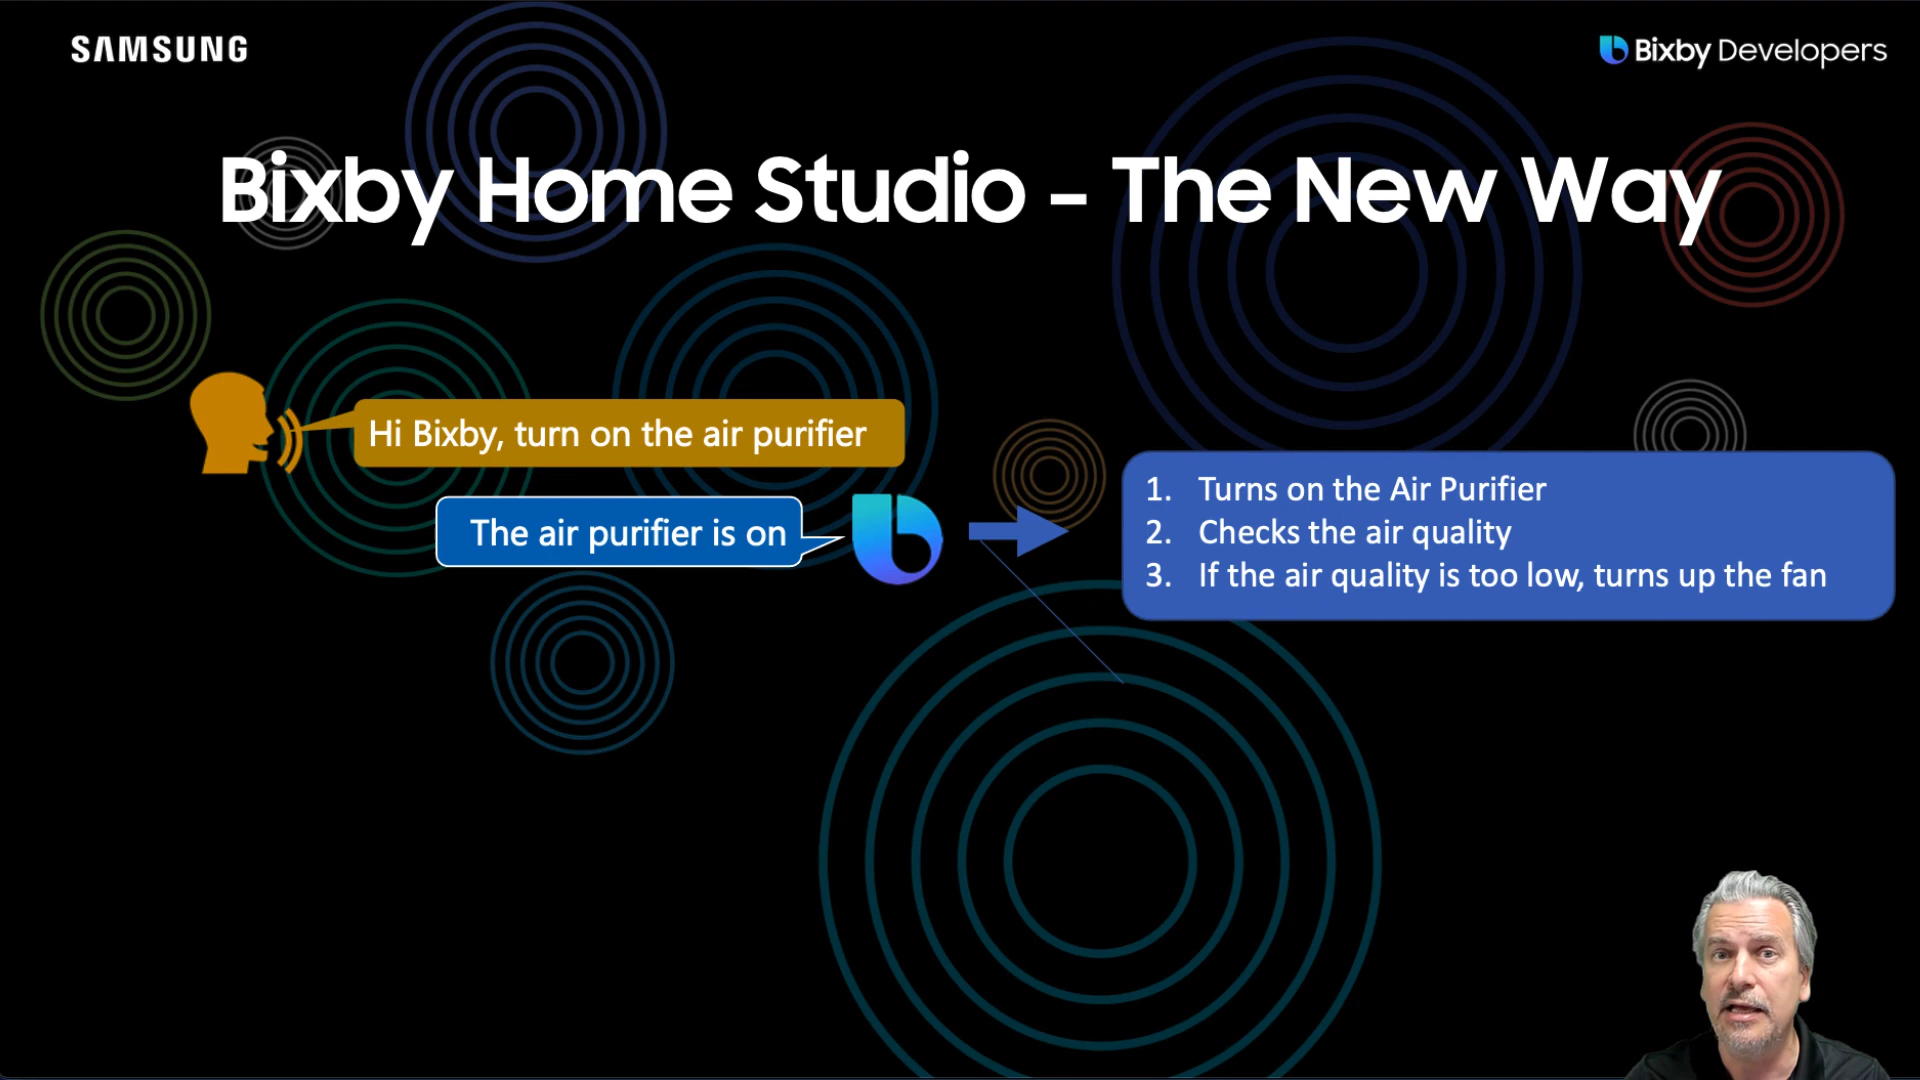 SAMSUNG
Bixby Developers
Bixby Home Studio – The New Way
Hi Bixby, turn on the air purifier
The air purifier is on
1. Turns on the Air Purifier
2. Checks the air quality
3. If the air quality is too low, turns up the fan